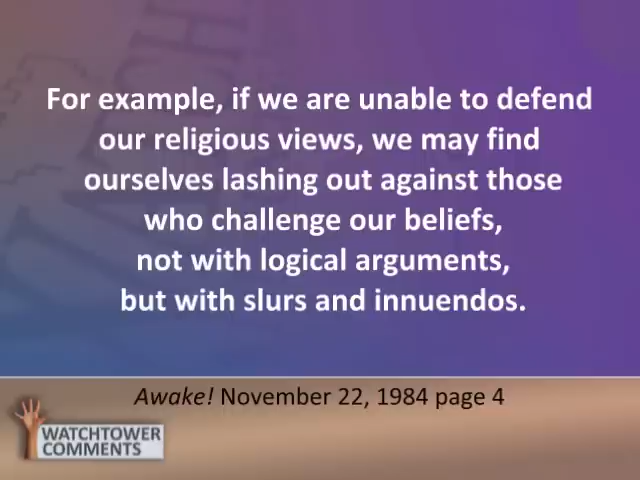 For example, if we are unable to defend
our religious views, we may find
ourselves lashing out against those
who challenge our beliefs,
not with logical arguments,
but with slurs and innuendos.
Awake! November 22, 1984 page 4
WATCHTOWER
COMMENTS